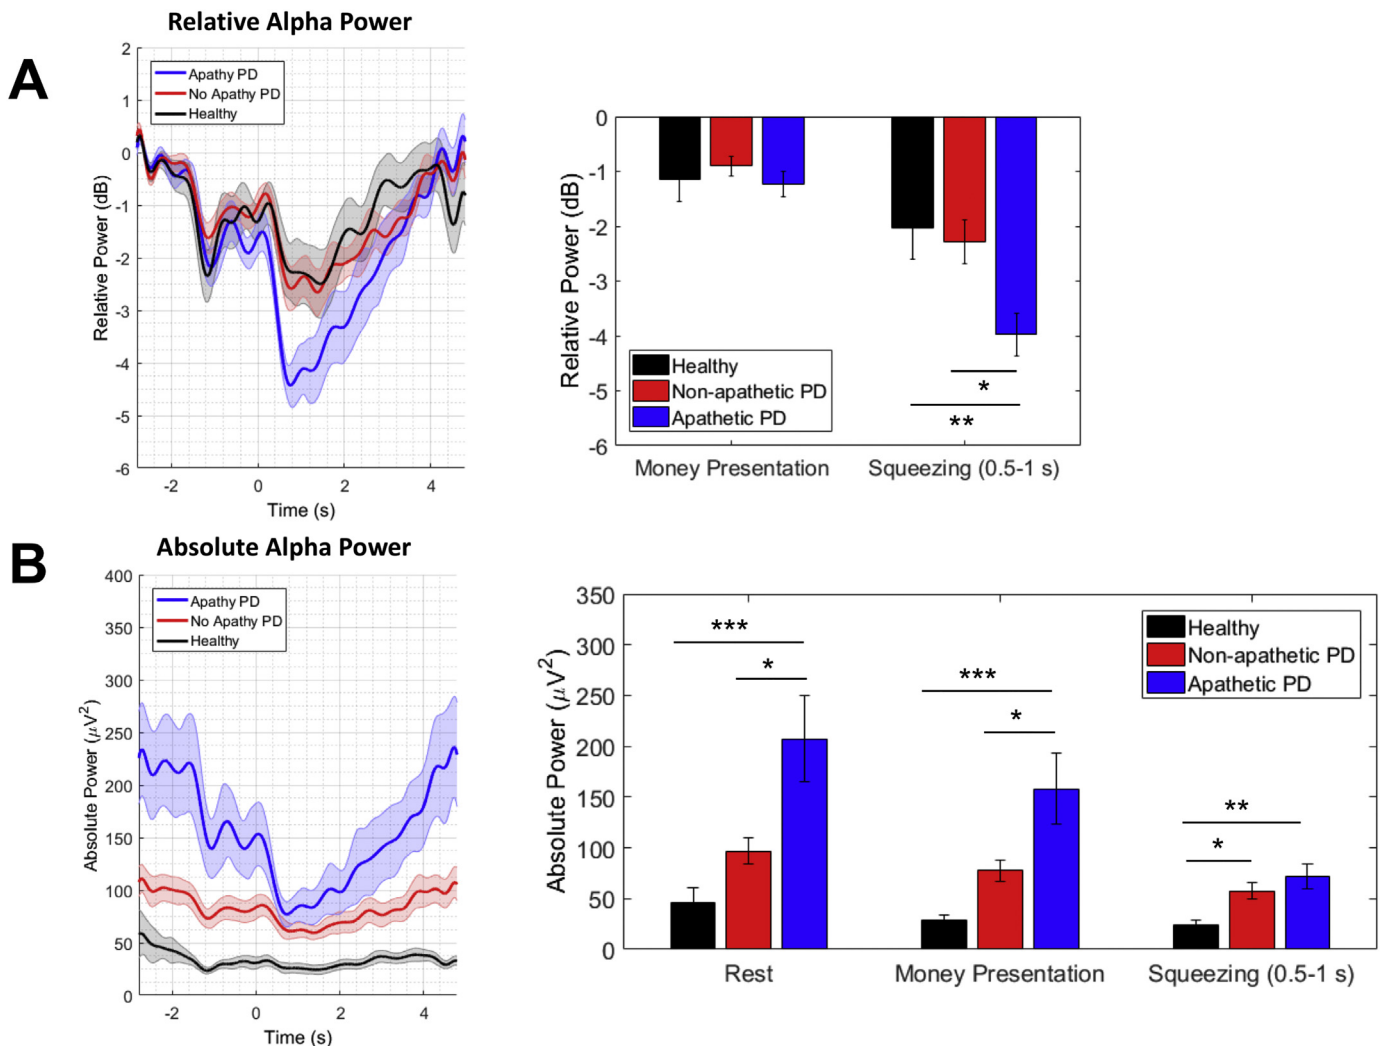 Relative Alpha Power
A
2
1
0
-1
-2
-3
-4
-5
-6
Relative Power (dB)
Apathy PD
No Apathy PD
Healthy
-2
0
2
4
Time (s)
0
-1
-2
-3
-4
-5
-6
Relative Power (dB)
Healthy
Non-apathetic PD
Apathetic PD
*
**
Money Presentation
Squeezing (0.5-1 s)
Absolute Alpha Power
B
400
350
300
250
200
150
100
50
0
Absolute Power (μV²)
Apathy PD
No Apathy PD
Healthy
-2
0
2
4
Time (s)
350
300
250
200
150
100
50
0
Absolute Power (μV²)
***
*
***
*
**
*
Healthy
Non-apathetic PD
Apathetic PD
Rest
Money Presentation
Squeezing (0.5-1 s)